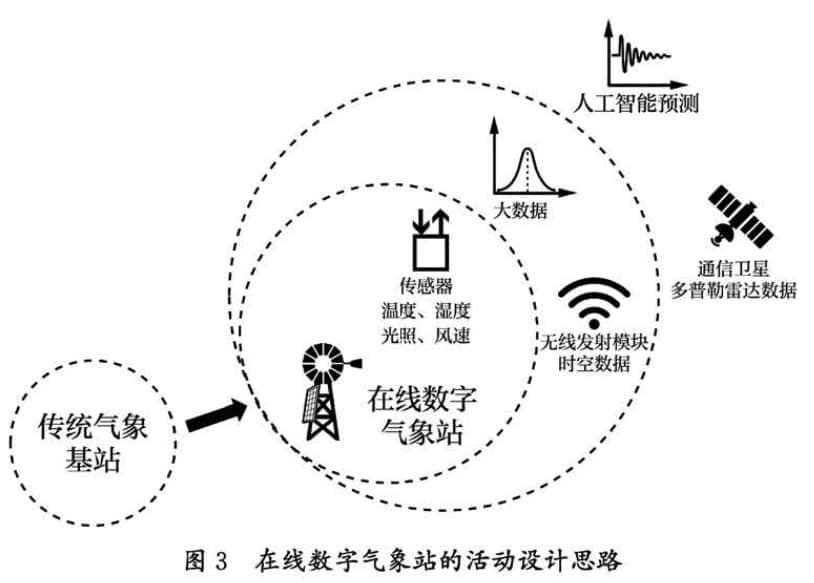 人工智能预测
大数据
通信卫星
多普勒雷达数据
传感器
温度、湿度
光照、风速
无线发射模块
时空数据
在线数字
气象站
传统气象
基站
图 3 在线数字气象站的活动设计思路